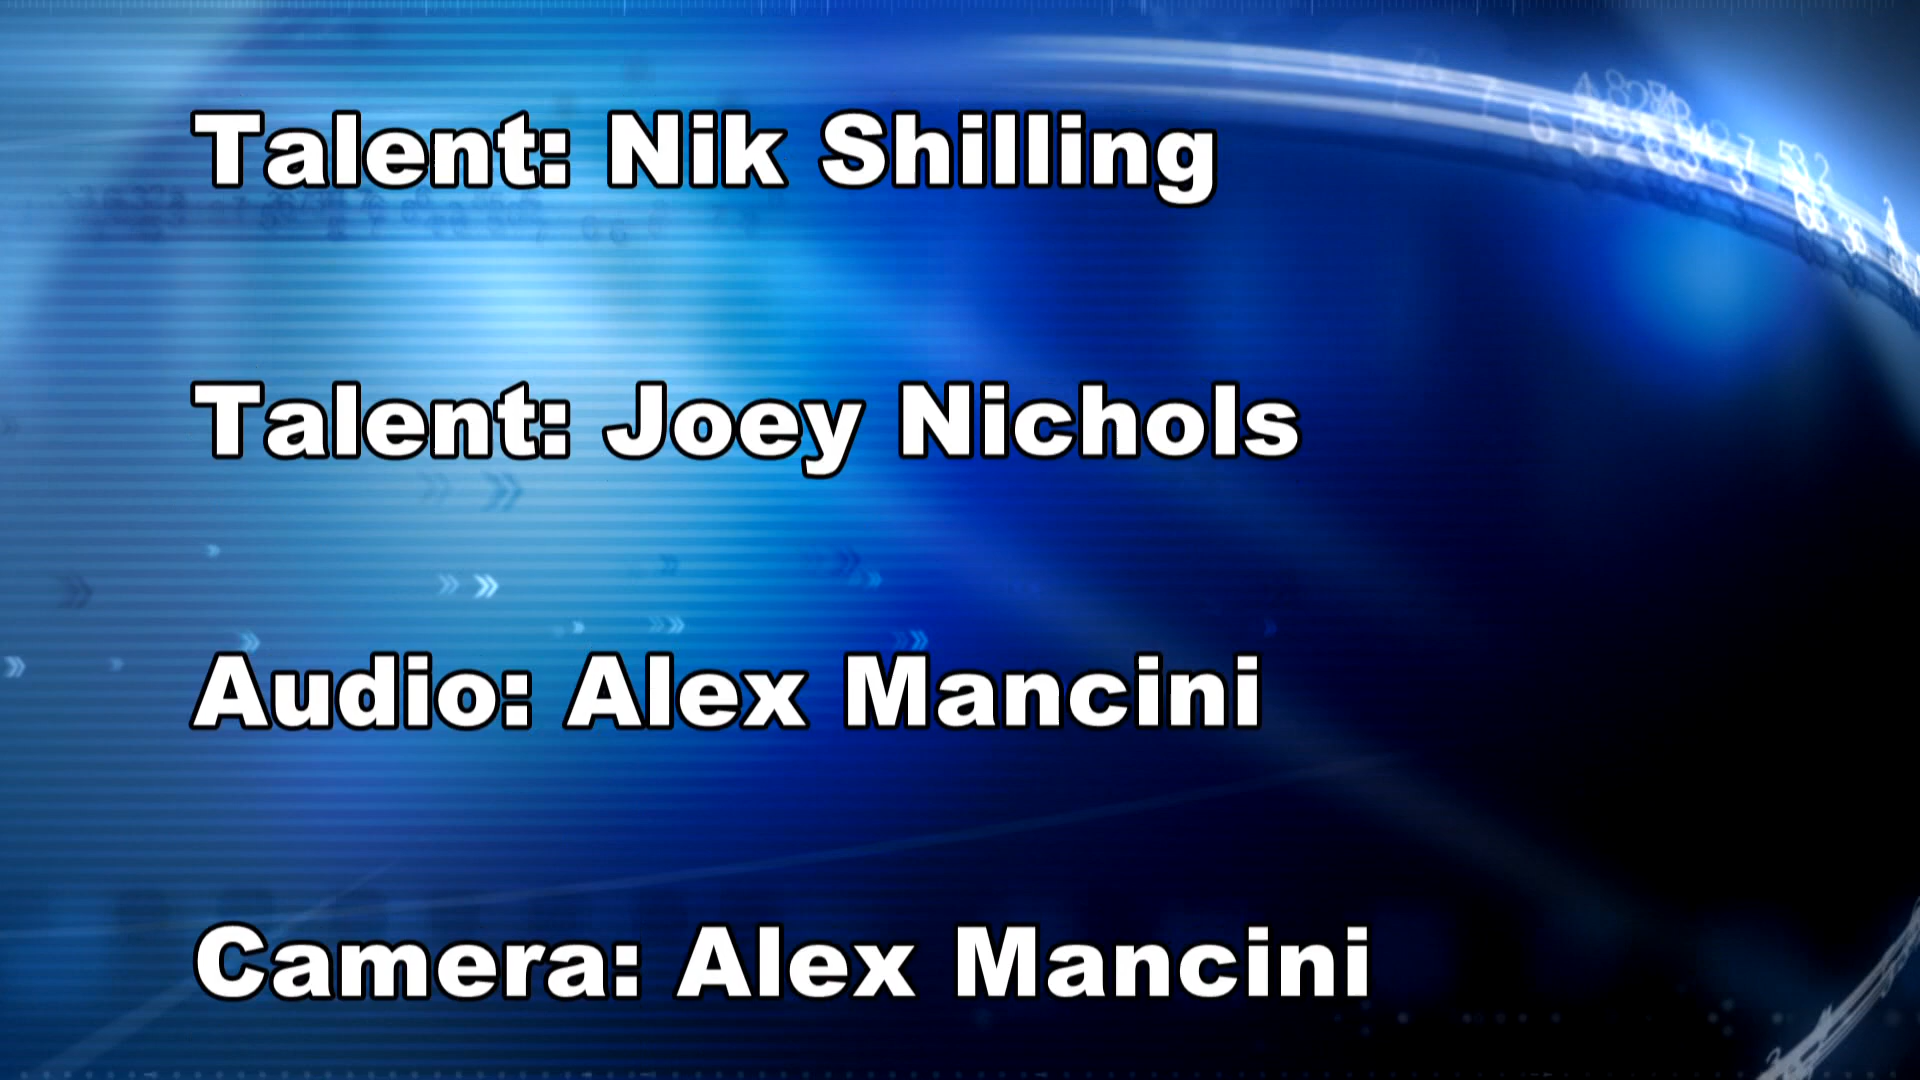 Talent: Nik Shilling
Talent: Joey Nichols
Audio: Alex Mancini
Camera: Alex Mancini